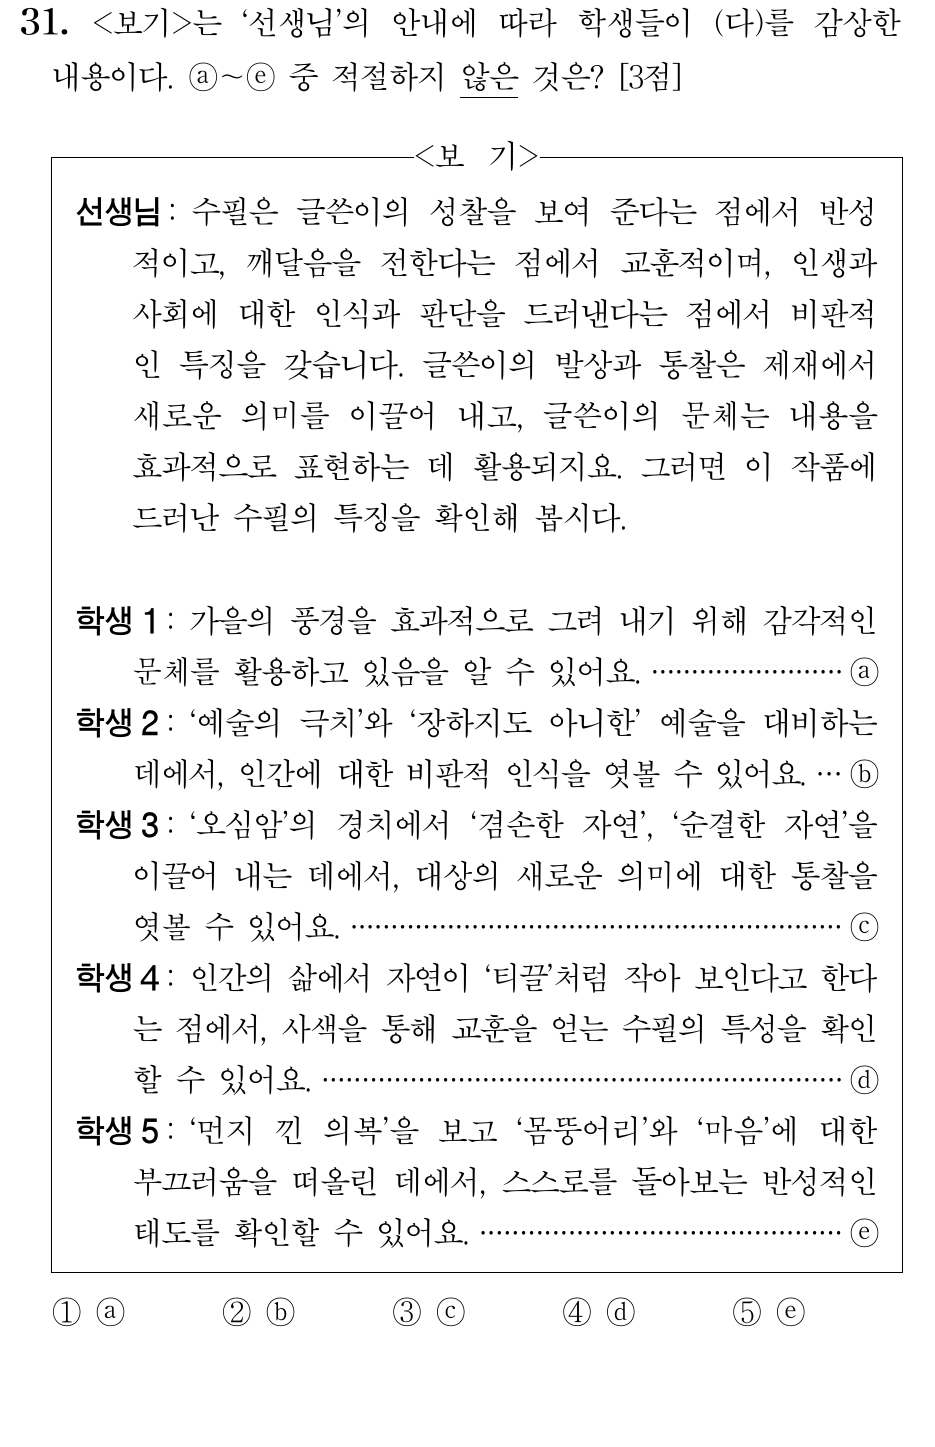 31. <보기>는 ‘선생님’의 안내에 따라 학생들이 (다)를 감상한
내용이다. ⓐ~ⓔ 중 적절하지 않은 것은? [3점]
<보 기>
선생님 : 수필은 글쓴이의 성찰을 보여 준다는 점에서 반성
적이고, 깨달음을 전한다는 점에서 교훈적이며, 인생과
사회에 대한 인식과 판단을 드러낸다는 점에서 비판적
인 특징을 갖습니다. 글쓴이의 발상과 통찰은 제재에서
새로운 의미를 이끌어 내고, 글쓴이의 문체는 내용을
효과적으로 표현하는 데 활용되지요. 그러면 이 작품에
드러난 수필의 특징을 확인해 봅시다.
학생 1 : 가을의 풍경을 효과적으로 그려 내기 위해 감각적인
문체를 활용하고 있음을 알 수 있어요. ························ ⓐ
학생 2 : ‘예술의 극치’와 ‘장하지도 아니한’ 예술을 대비하는
데에서, 인간에 대한 비판적 인식을 엿볼 수 있어요. ··· ⓑ
학생 3 : ‘오심암’의 경치에서 ‘겸손한 자연’, ‘순결한 자연’을
이끌어 내는 데에서, 대상의 새로운 의미에 대한 통찰을
엿볼 수 있어요. ····························································· ⓒ
학생 4 : 인간의 삶에서 자연이 ‘티끌’처럼 작아 보인다고 한다
는 점에서, 사색을 통해 교훈을 얻는 수필의 특성을 확인
할 수 있어요. ································································· ⓓ
학생 5 : ‘먼지 낀 의복’을 보고 ‘몸뚱어리’와 ‘마음’에 대한
부끄러움을 떠올린 데에서, 스스로를 돌아보는 반성적인
태도를 확인할 수 있어요. ············································· ⓔ
① ⓐ ② ⓑ ③ ⓒ ④ ⓓ ⑤ ⓔ